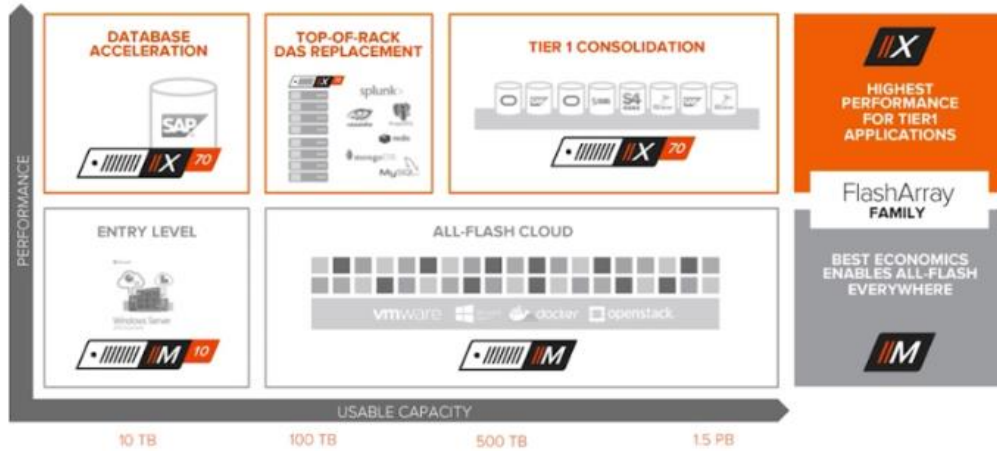 DATABASE
ACCELERATION
SAP
//X 70
TOP-OF-RACK
DAS REPLACEMENT
//X 70
splunk>
redis
mongoDB
MySQL
TIER 1 CONSOLIDATION
SAP
S4
SAP
//X 70
//X
HIGHEST
PERFORMANCE
FOR TIER1
APPLICATIONS
FlashArray
FAMILY
BEST ECONOMICS
ENABLES ALL-FLASH
EVERYWHERE
//M
PERFORMANCE
ENTRY LEVEL
Windows Server
//M 10
ALL-FLASH CLOUD
vmware
docker
openstack
//M
USABLE CAPACITY
10 TB
100 TB
500 TB
1.5 PB